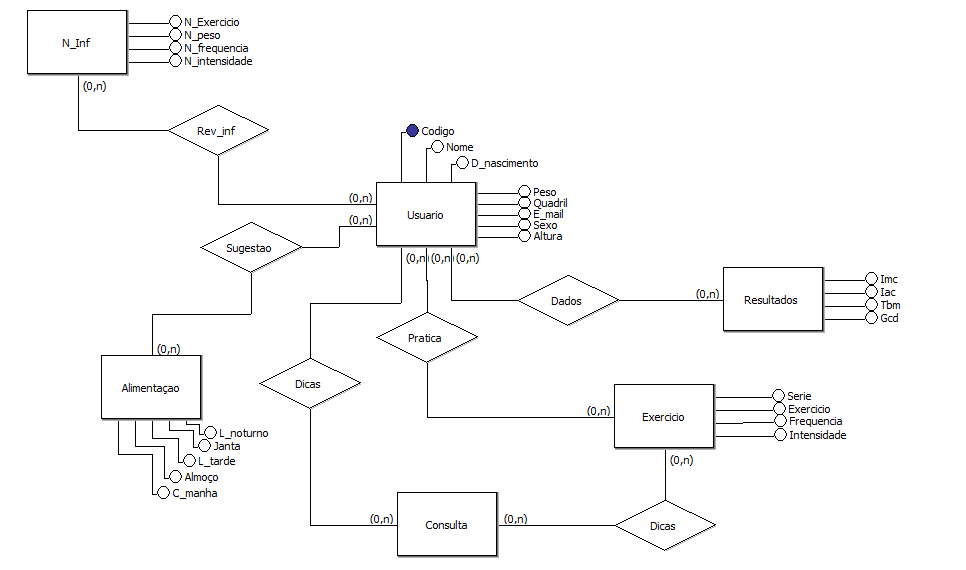 N_Inf
N_Exercicio
N_peso
N_frequencia
N_intensidade
(0,n)
Rev_inf
Codigo
Nome
D_nascimento
(0,n)
(0,n)
Usuario
Peso
Quadril
E_mail
Sexo
Altura
Sugestao
(0,n) (0,n) (0,n)
Dados
(0,n)
Resultados
Imc
Iac
Tbm
Gcd
Pratica
(0,n)
Alimentaçao
Dicas
(0,n)
Exercicio
Serie
Exercicio
Frequencia
Intensidade
L_noturno
Janta
L_tarde
Almoço
C_manha
(0,n)
(0,n)
Consulta
(0,n)
Dicas